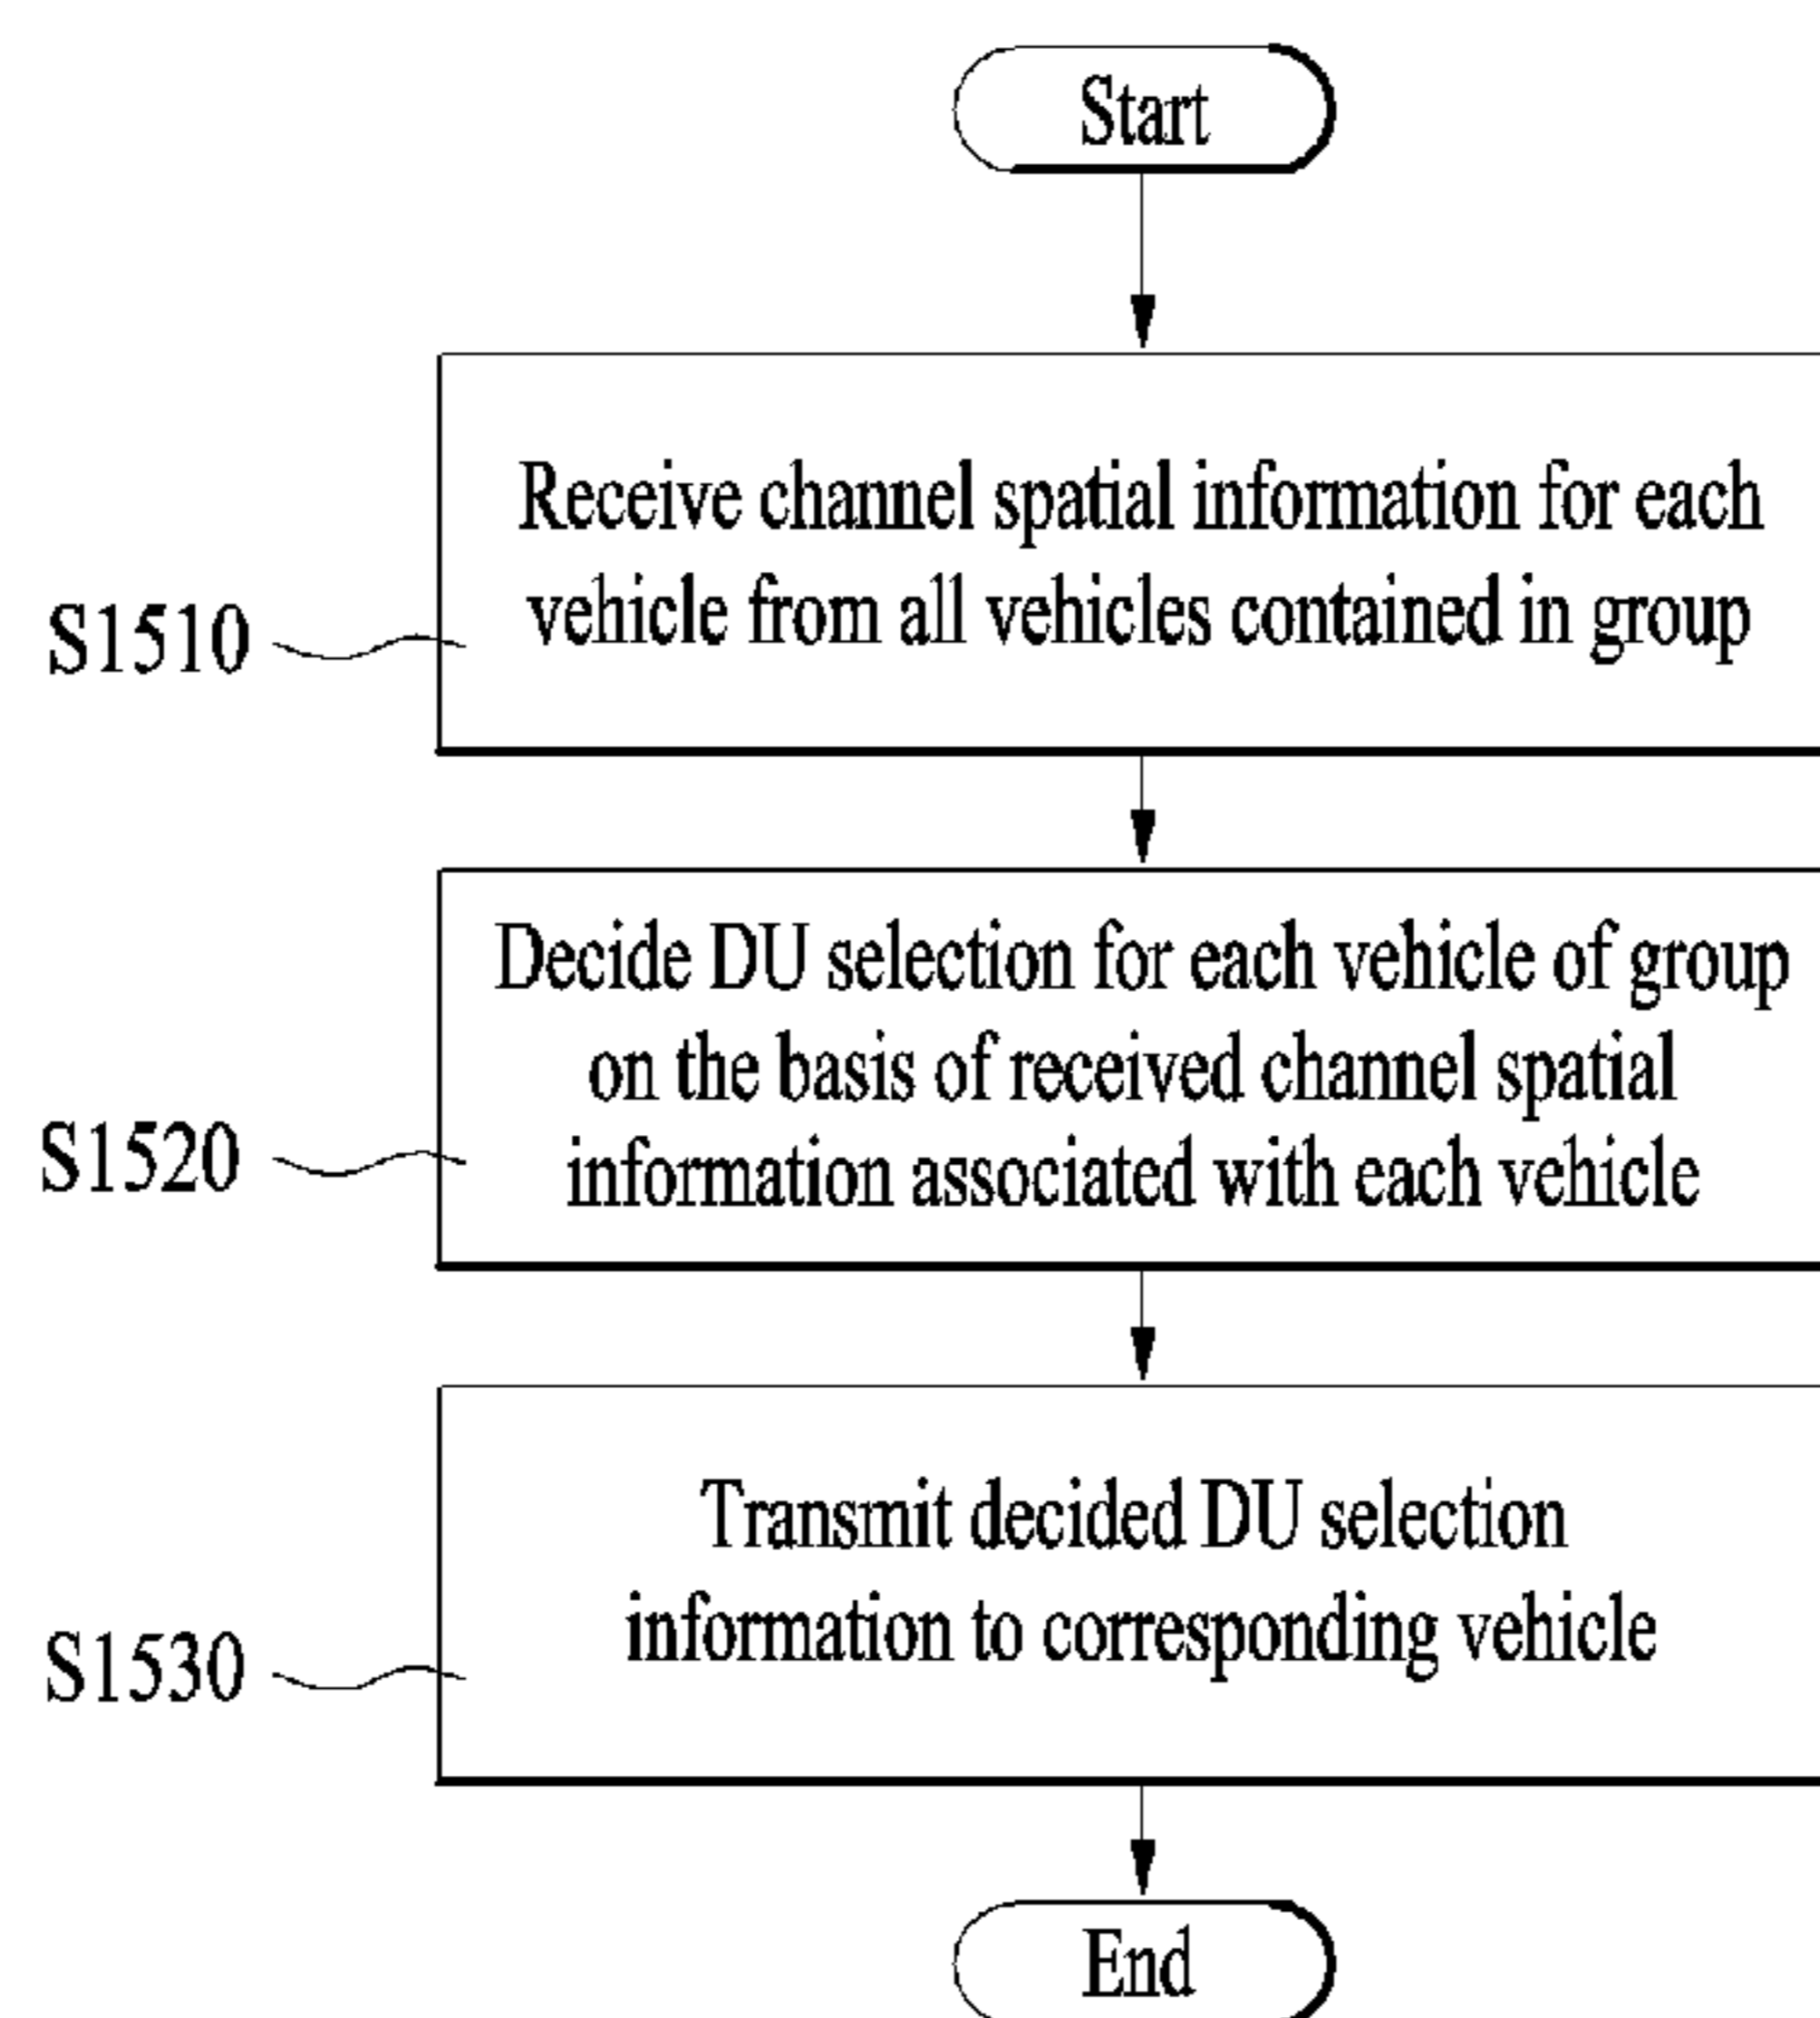 Start
Receive channel spatial information for each
vehicle from all vehicles contained in group
S1510
Decide DU selection for each vehicle of group
on the basis of received channel spatial
information associated with each vehicle
S1520
Transmit decided DU selection
information to corresponding vehicle
S1530
End